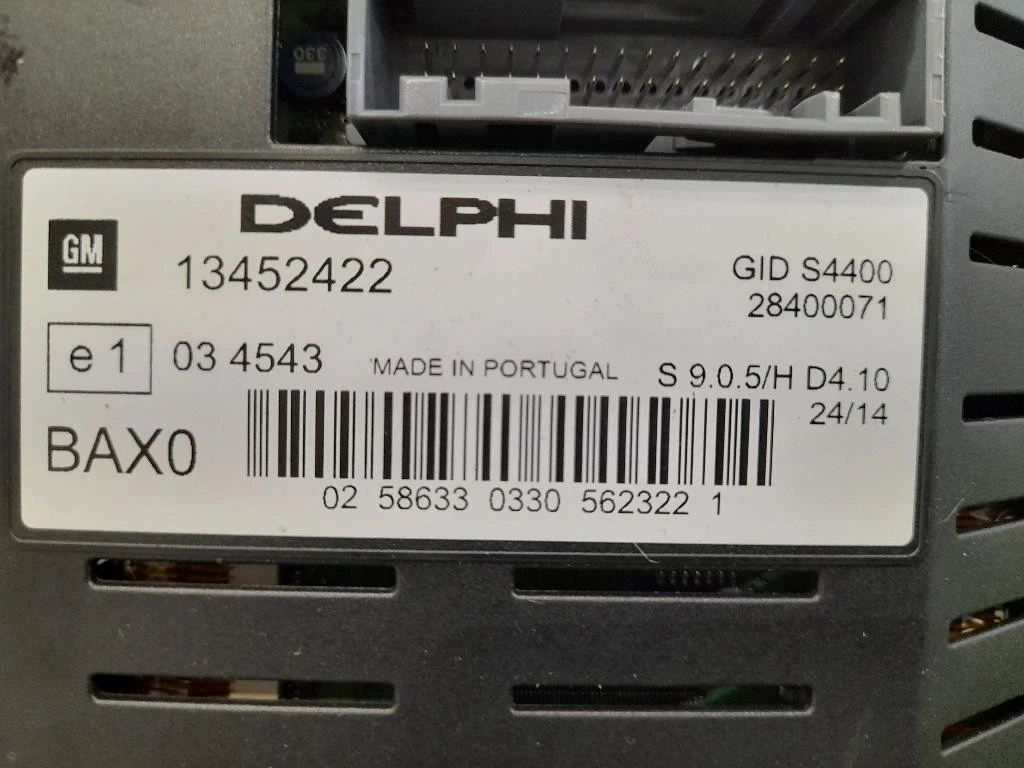 330
DELPHI
GM
13452422
GID S4400
28400071
e 1
03 4543
MADE IN PORTUGAL
S 9.0.5/H D4.10
24/14
BAX0
02 58633 0330 562322 1